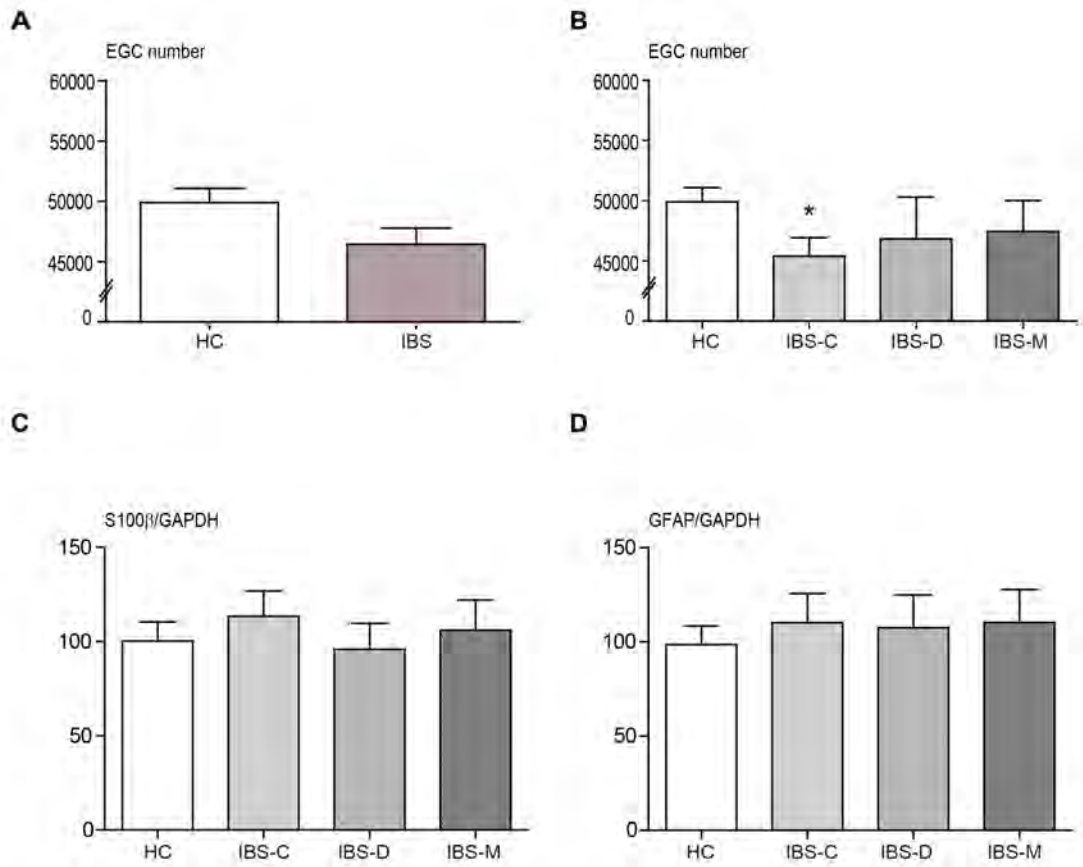 A
EGC number
60000
55000
50000
45000
0
HC IBS
B
EGC number
60000
55000
50000
45000
0
*
HC IBS-C IBS-D IBS-M
C
S100β/GAPDH
150
100
50
0
HC IBS-C IBS-D IBS-M
D
GFAP/GAPDH
150
100
50
0
HC IBS-C IBS-D IBS-M